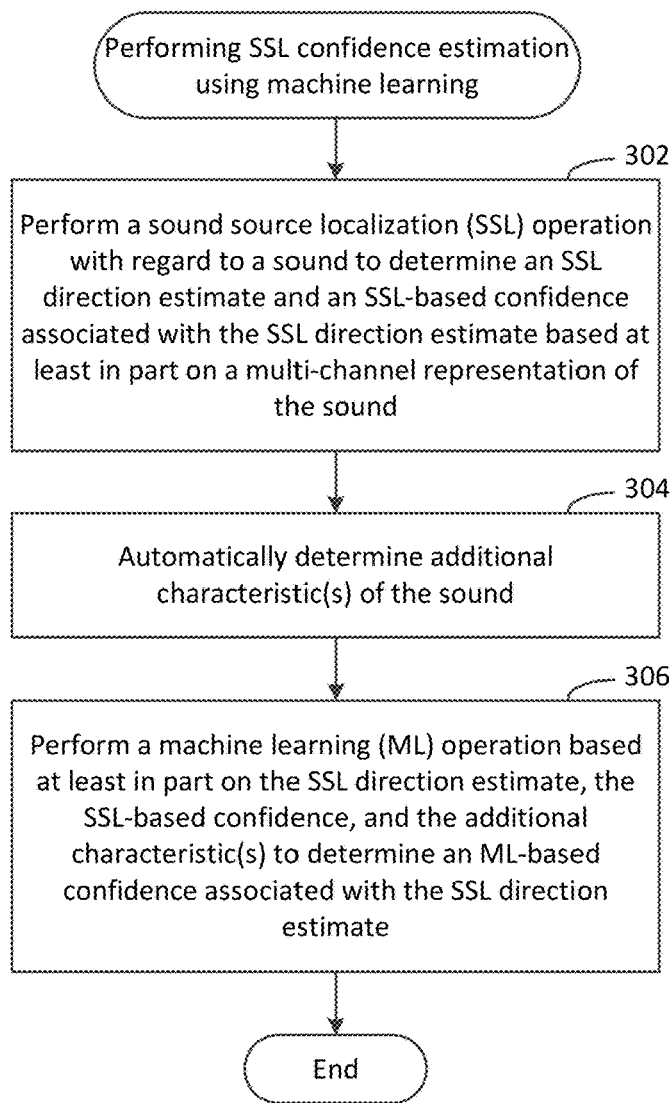 Performing SSL confidence estimation
using machine learning
302
Perform a sound source localization (SSL) operation
with regard to a sound to determine an SSL
direction estimate and an SSL-based confidence
associated with the SSL direction estimate based at
least in part on a multi-channel representation of
the sound
304
Automatically determine additional
characteristic(s) of the sound
306
Perform a machine learning (ML) operation based
at least in part on the SSL direction estimate, the
SSL-based confidence, and the additional
characteristic(s) to determine an ML-based
confidence associated with the SSL direction
estimate
End